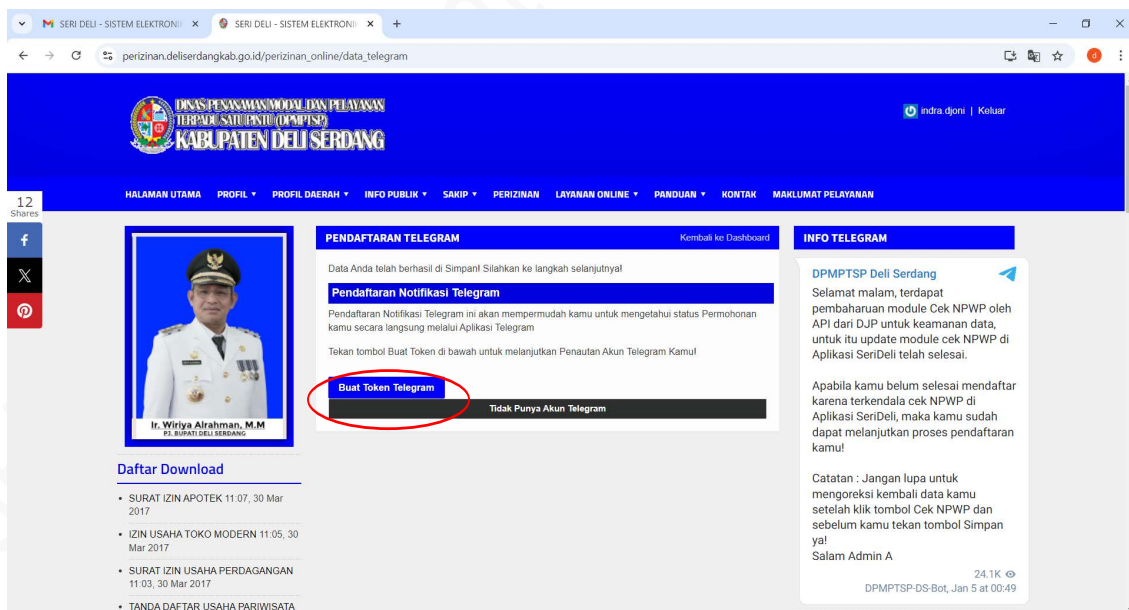 SERI DELI - SISTEM ELEKTRONI
SERI DELI - SISTEM ELEKTRONI
perizinan.deliserdangkab.go.id/perizinan_online/data_telegram
d
DINAS PENANAMAN MODAL DAN PELAYANAN
TERPADU SATU PINTU (DPMPTSP)
KABUPATEN DELI SERDANG
indra.djoni | Keluar
HALAMAN UTAMA PROFIL PROFIL DAERAH INFO PUBLIK SAKIP PERIZINAN LAYANAN ONLINE PANDUAN KONTAK MAKLUMAT PELAYANAN
12
Shares
Ir. Wiriya Alrahman, M.M
PJ. BUPATI DELI SERDANG
Daftar Download
• SURAT IZIN APOTEK 11:07, 30 Mar
2017
• IZIN USAHA TOKO MODERN 11:05, 30
Mar 2017
• SURAT IZIN USAHA PERDAGANGAN
11:03, 30 Mar 2017
• TANDA DAFTAR USAHA PARIWISATA
PENDAFTARAN TELEGRAM Kembali ke Dashboard
Data Anda telah berhasil di Simpan! Silahkan ke langkah selanjutnya!
Pendaftaran Notifikasi Telegram
Pendaftaran Notifikasi Telegram ini akan mempermudah kamu untuk mengetahui status Permohonan
kamu secara langsung melalui Aplikasi Telegram
Tekan tombol Buat Token di bawah untuk melanjutkan Penautan Akun Telegram Kamu!
Buat Token Telegram
Tidak Punya Akun Telegram
INFO TELEGRAM
DPMPTSP Deli Serdang
Selamat malam, terdapat
pembaharuan module Cek NPWP oleh
API dari DJP untuk keamanan data,
untuk itu update module cek NPWP di
Aplikasi SeriDeli telah selesai.
Apabila kamu belum selesai mendaftar
karena terkendala cek NPWP di
Aplikasi SeriDeli, maka kamu sudah
dapat melanjutkan proses pendaftaran
kamu!
Catatan : Jangan lupa untuk
mengoreksi kembali data kamu
setelah klik tombol Cek NPWP dan
sebelum kamu tekan tombol Simpan
ya!
Salam Admin A
24.1K
DPMPTSP-DS-Bot, Jan 5 at 00:49